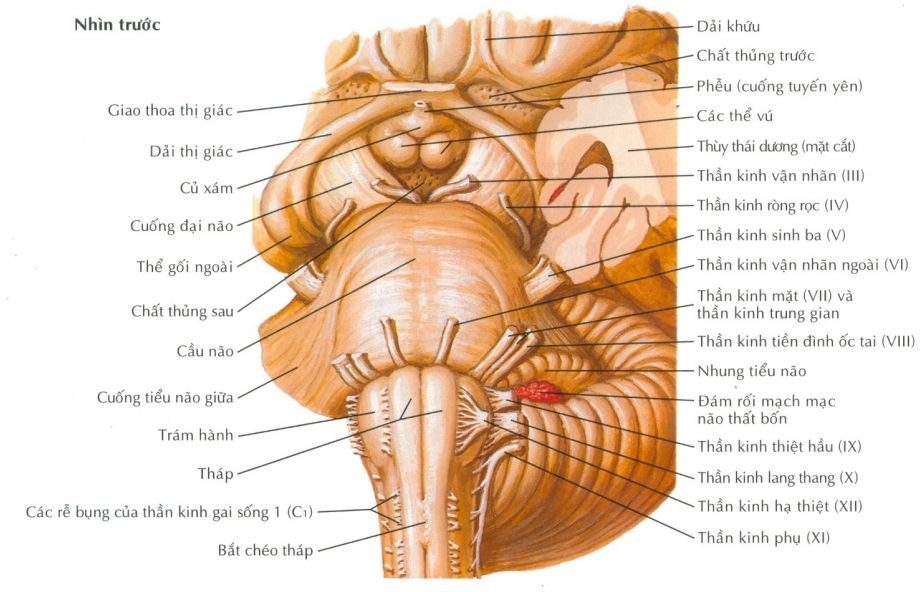 Nhìn trước
Giao thoa thị giác
Dải thị giác
Củ xám
Cuống đại não
Thể gối ngoài
Chất thủng sau
Cầu não
Cuống tiểu não giữa
Trám hành
Tháp
Các rễ bụng của thần kinh gai sống 1 (C₁)
Bắt chéo tháp
Dải khứu
Chất thủng trước
Phễu (cuống tuyến yên)
Các thể vú
Thùy thái dương (mặt cắt)
Thần kinh vận nhãn (III)
Thần kinh ròng rọc (IV)
Thần kinh sinh ba (V)
Thần kinh vận nhãn ngoài (VI)
Thần kinh mặt (VII) và
thần kinh trung gian
Thần kinh tiền đình ốc tai (VIII)
Nhung tiểu não
Đám rối mạch mạc
não thất bốn
Thần kinh thiệt hầu (IX)
Thần kinh lang thang (X)
Thần kinh hạ thiệt (XII)
Thần kinh phụ (XI)